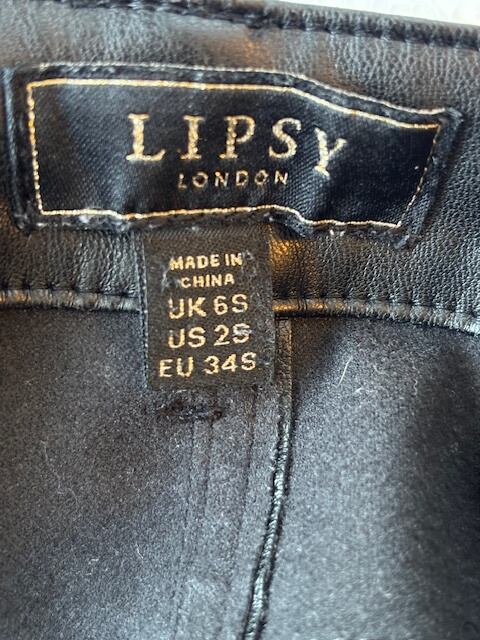 LIPSY
LONDON
MADE IN
CHINA
UK 6S
US 2S
EU 34S